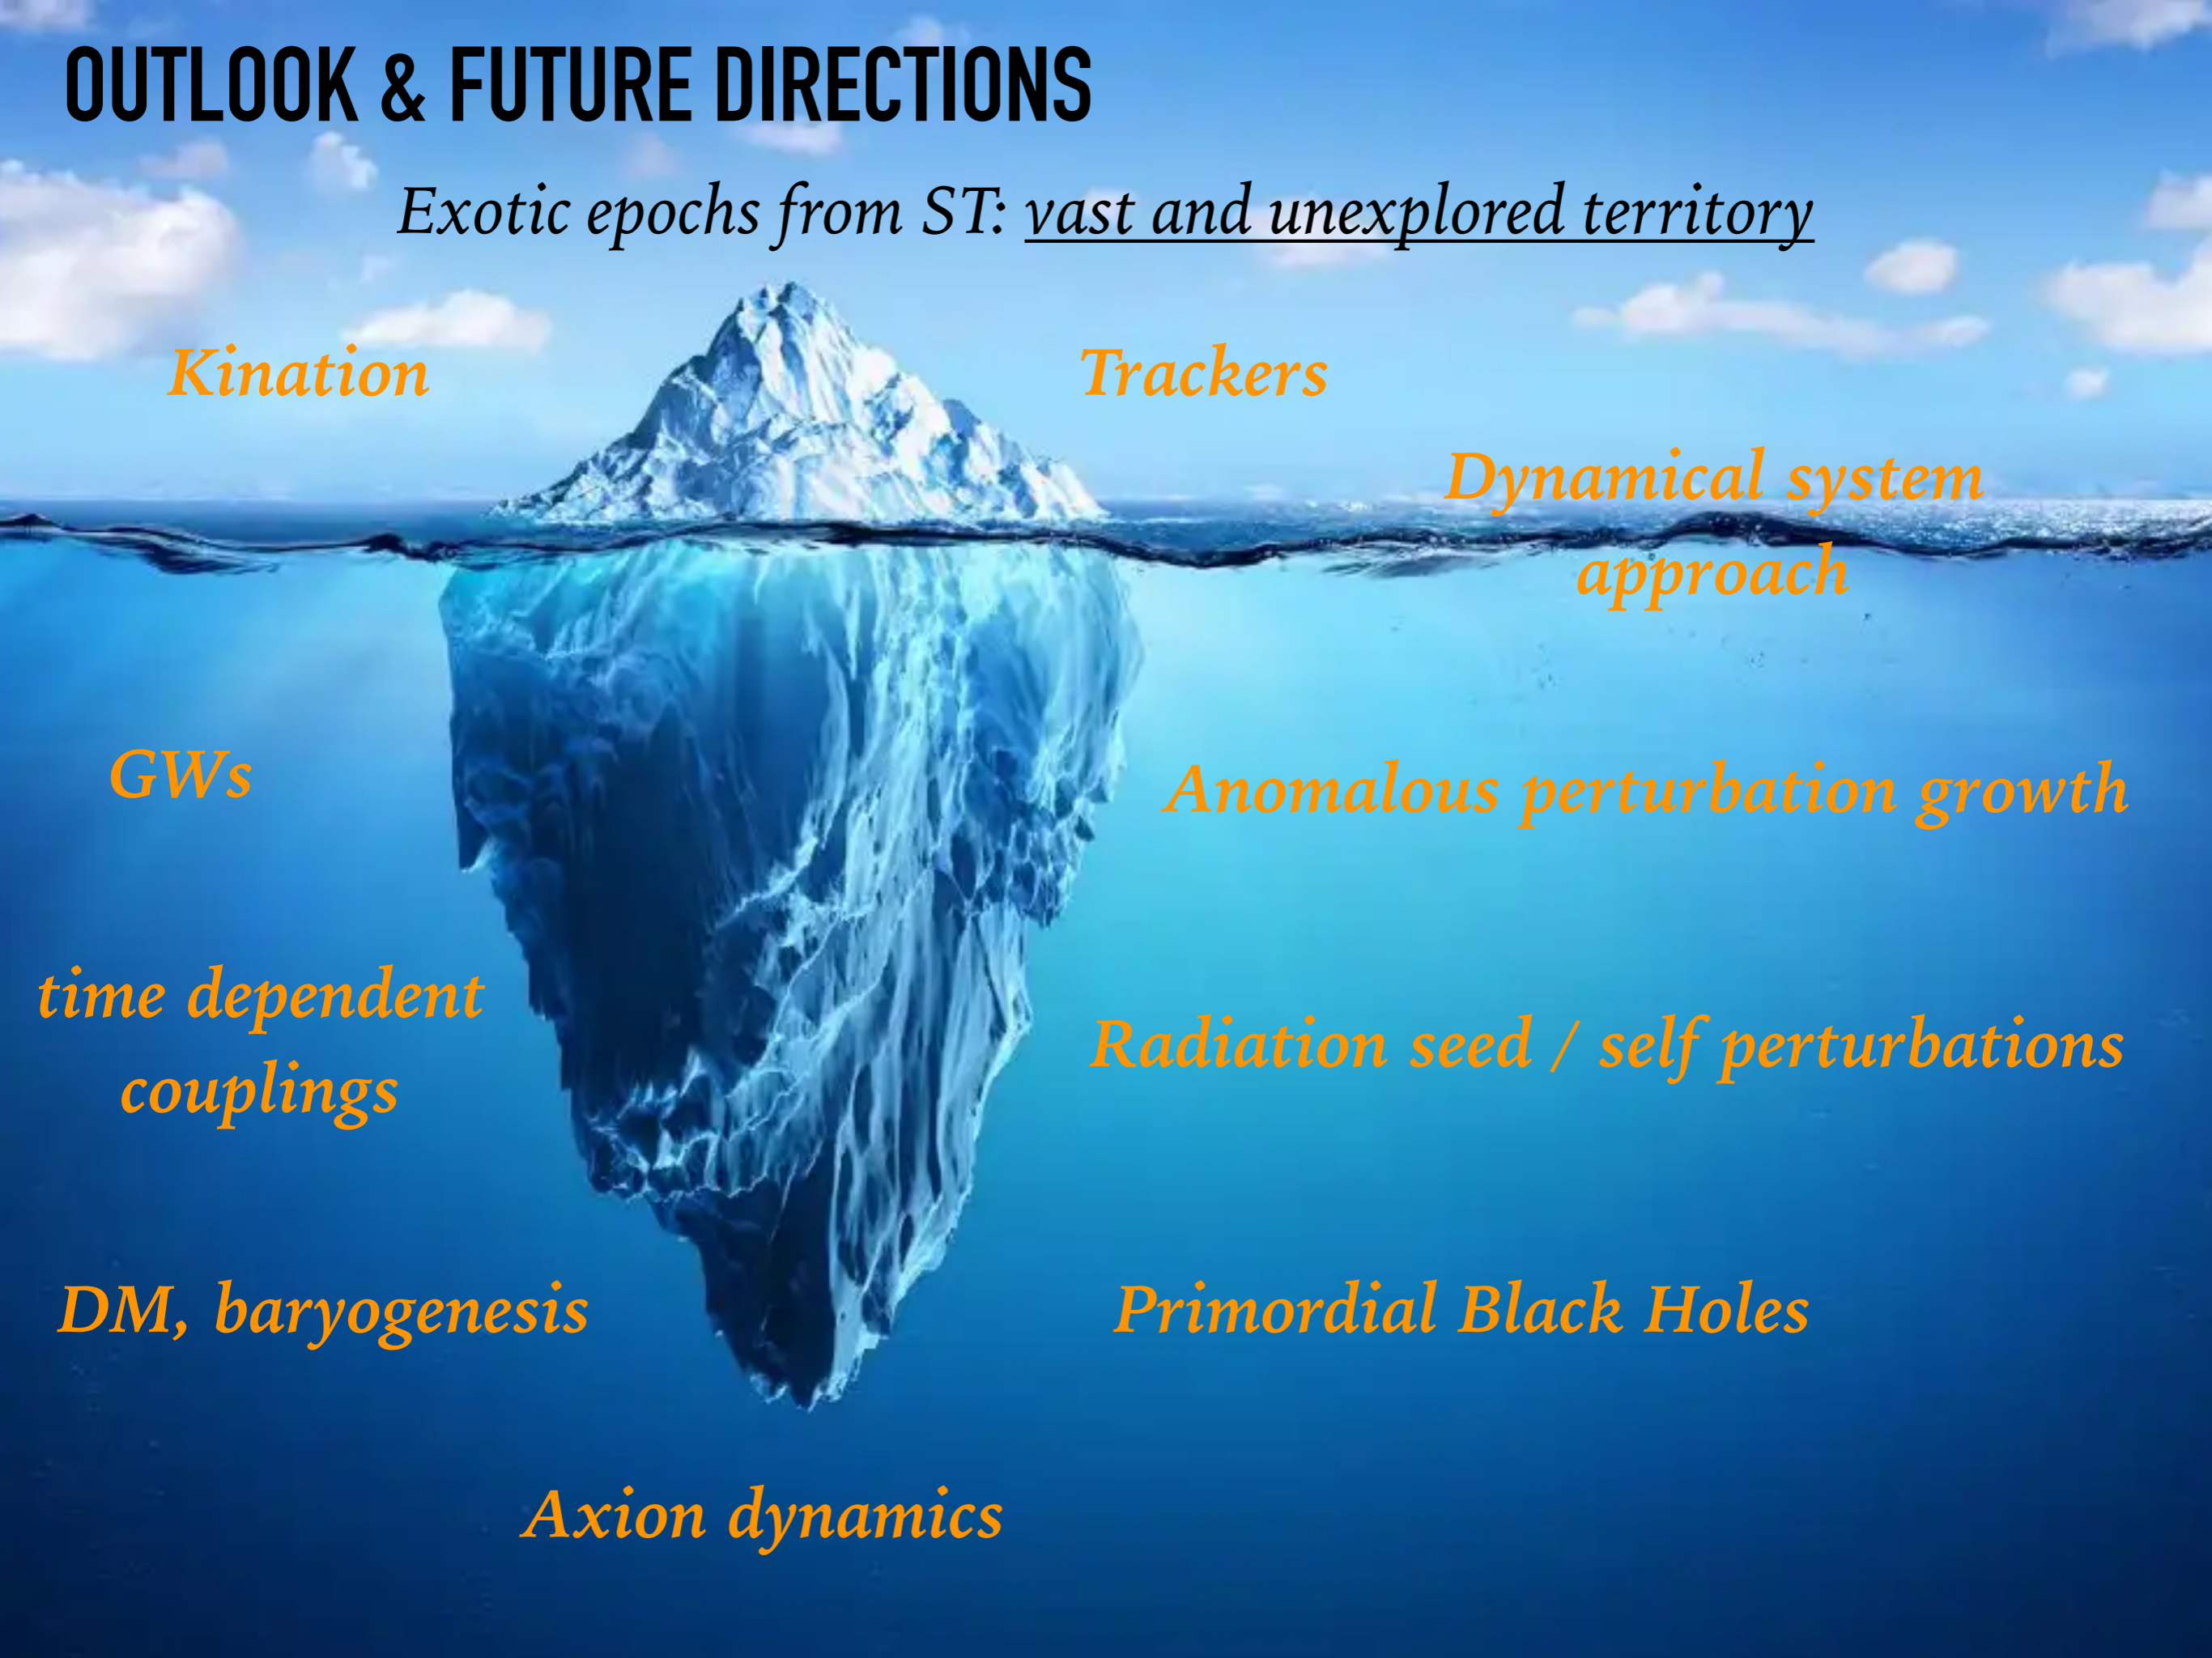 OUTLOOK & FUTURE DIRECTIONS
Exotic epochs from ST: vast and unexplored territory
Kination
Trackers
Dynamical system
approach
GWs
Anomalous perturbation growth
time dependent
couplings
Radiation seed / self perturbations
DM, baryogenesis
Primordial Black Holes
Axion dynamics